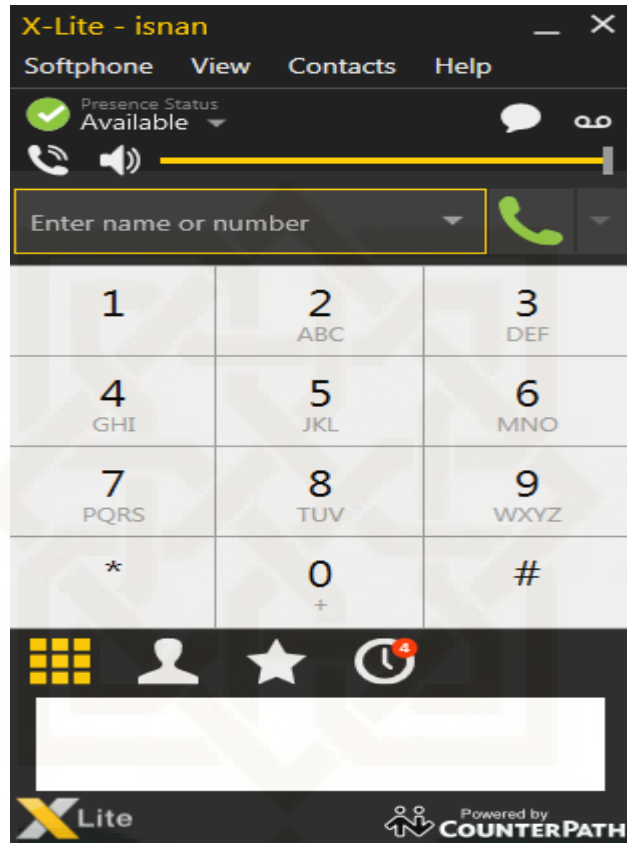 X-Lite - isnan
Softphone View Contacts Help
Presence Status
Available
Enter name or number
1 2 3
ABC DEF
4 5 6
GHI JKL MNO
7 8 9
PQRS TUV WXYZ
* 0 #
+
4
X Lite
Powered by
COUNTERPATH